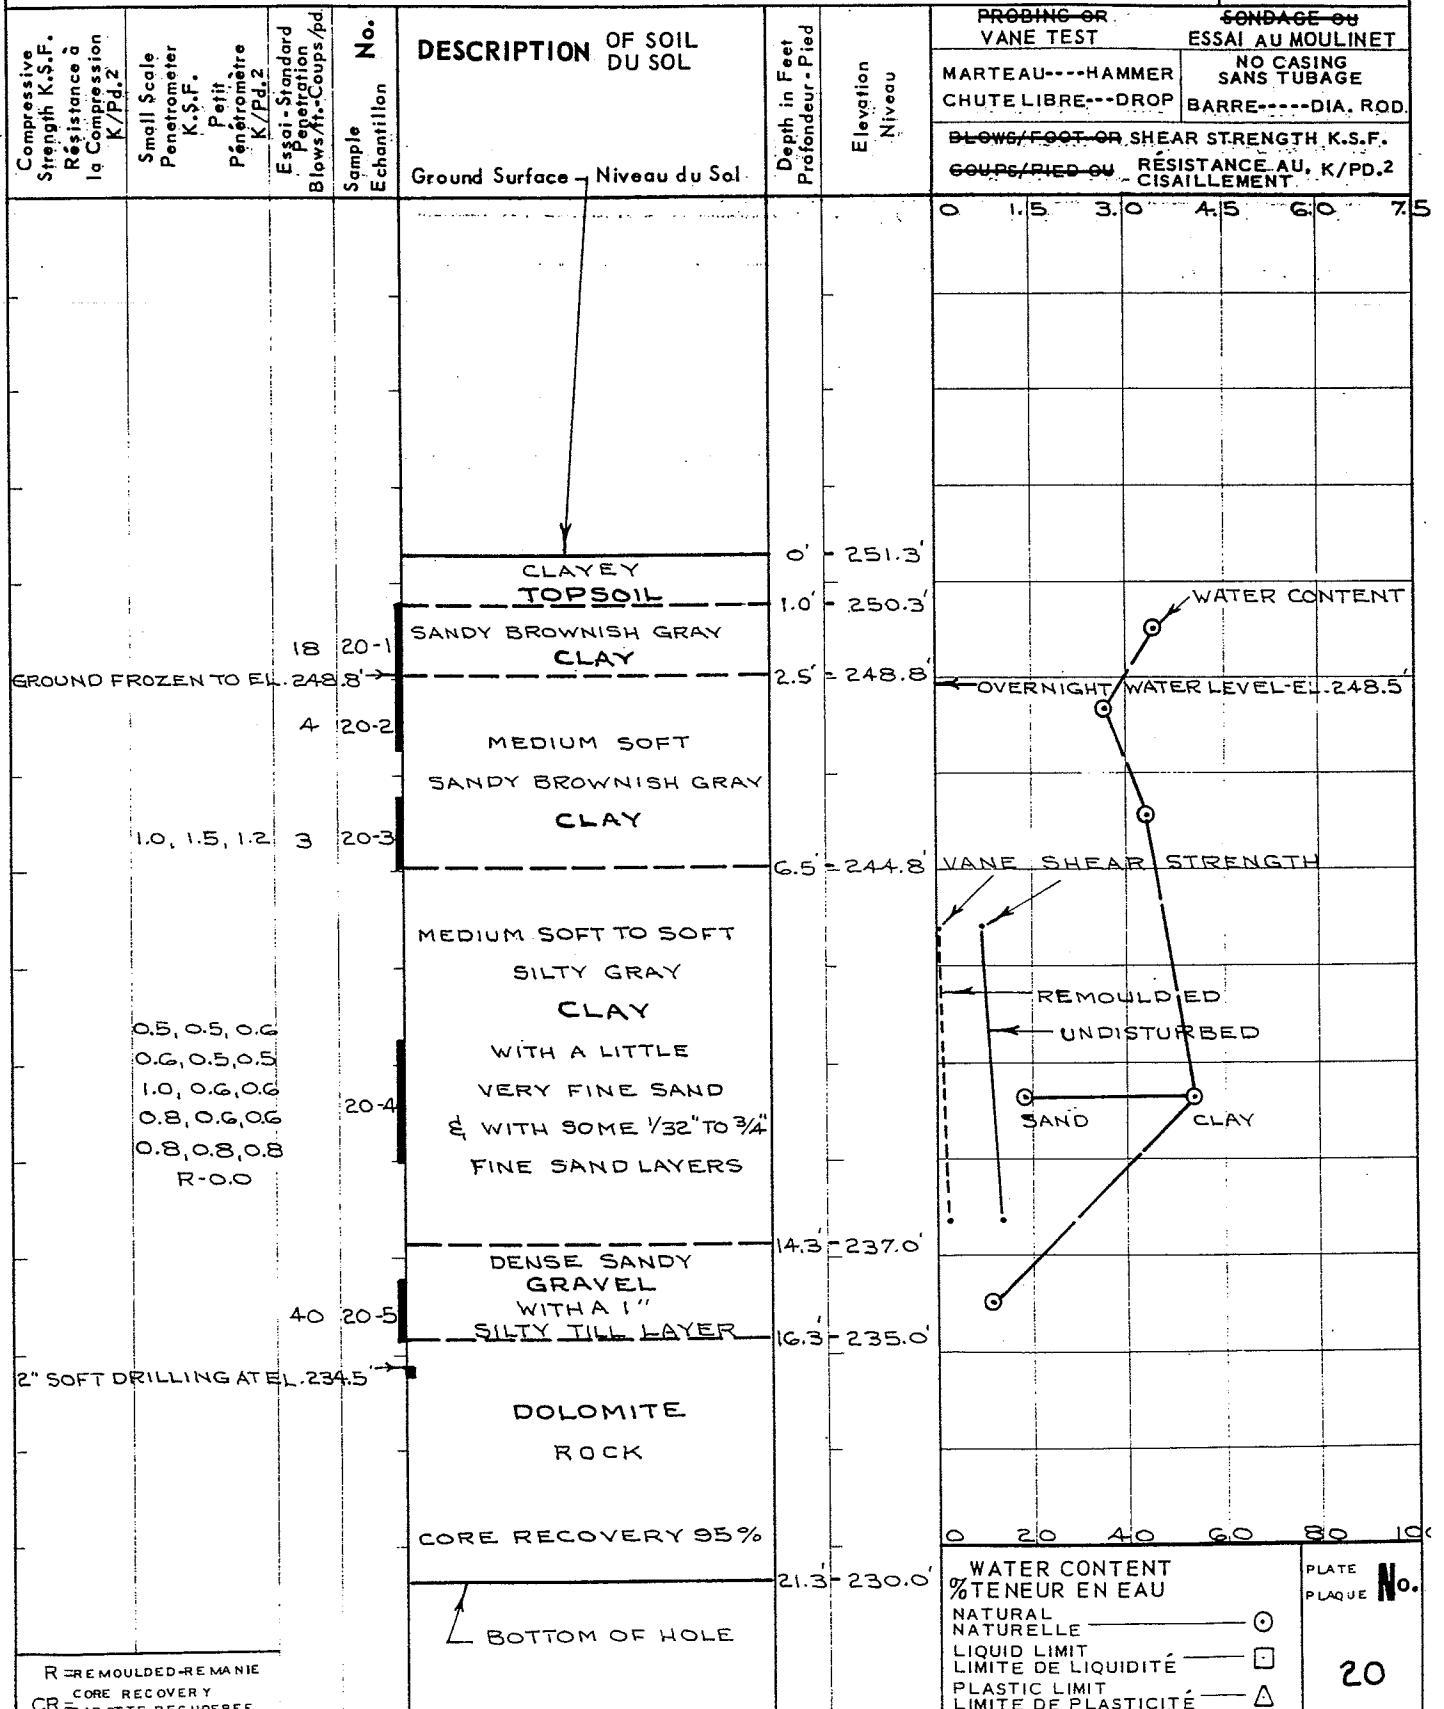 Compressive
Strength K.S.F.
Résistance à
la Compression
K/Pd.2
Small Scale
Penetrometer
K.S.F.
Petit
Pénétromètre
K/Pd.2
Essai-Standard
Penetration
Blows/ft.-Coups/pd.
Sample No.
Echantillon
DESCRIPTION OF SOIL
DU SOL
Ground Surface Niveau du Sol
Depth in Feet
Profondeur-Pied
Elevation
Niveau
PROBING OR
VANE TEST
SONDAGE OU
ESSAI AU MOULINET
MARTEAU----HAMMER
CHUTE LIBRE---DROP
NO CASING
SANS TUBAGE
BARRE-----DIA. ROD
BLOWS/FOOT OR SHEAR STRENGTH K.S.F.
COUPS/PIED OU RÉSISTANCE AU K/PD.2
CISAILLEMENT
0 1.5 3.0 4.5 6.0 7.5
0' 251.3'
CLAYEY
TOPSOIL
1.0' 250.3'
WATER CONTENT
SANDY BROWNISH GRAY
18 20-1
CLAY
GROUND FROZEN TO EL. 248.8'
2.5' 248.8'
OVERNIGHT WATER LEVEL-EL.248.5'
4 20-2
MEDIUM SOFT
SANDY BROWNISH GRAY
CLAY
1.0, 1.5, 1.2 3 20-3
6.5' 244.8'
VANE SHEAR STRENGTH
MEDIUM SOFT TO SOFT
SILTY GRAY
CLAY
REMOULDED
UNDISTURBED
0.5, 0.5, 0.6
0.6, 0.5, 0.5
1.0, 0.6, 0.6
0.8, 0.6, 0.6
0.8, 0.8, 0.8
R-0.0
20-4
WITH A LITTLE
VERY FINE SAND
& WITH SOME 1/32" TO 3/4"
FINE SAND LAYERS
SAND CLAY
14.3' 237.0'
DENSE SANDY
GRAVEL
WITH A 1"
SILTY TILL LAYER
40 20-5
16.3' 235.0'
2" SOFT DRILLING AT EL. 234.5'
DOLOMITE
ROCK
CORE RECOVERY 95%
0 20 40 60 80 100
21.3' 230.0'
BOTTOM OF HOLE
WATER CONTENT
% TENEUR EN EAU
NATURAL
NATURELLE
LIQUID LIMIT
LIMITE DE LIQUIDITÉ
PLASTIC LIMIT
LIMITE DE PLASTICITÉ
PLATE
PLAQUE No.
20
R = REMOULDED-REMANIE
CORE RECOVERY
CR =